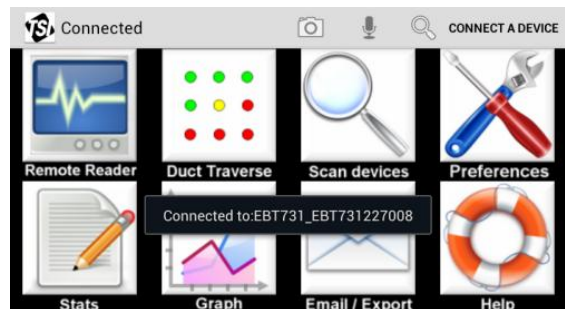 TSI Connected CONNECT A DEVICE
Remote Reader Duct Traverse Scan devices Preferences
Connected to:EBT731_EBT731227008
Stats Graph Email / Export Help